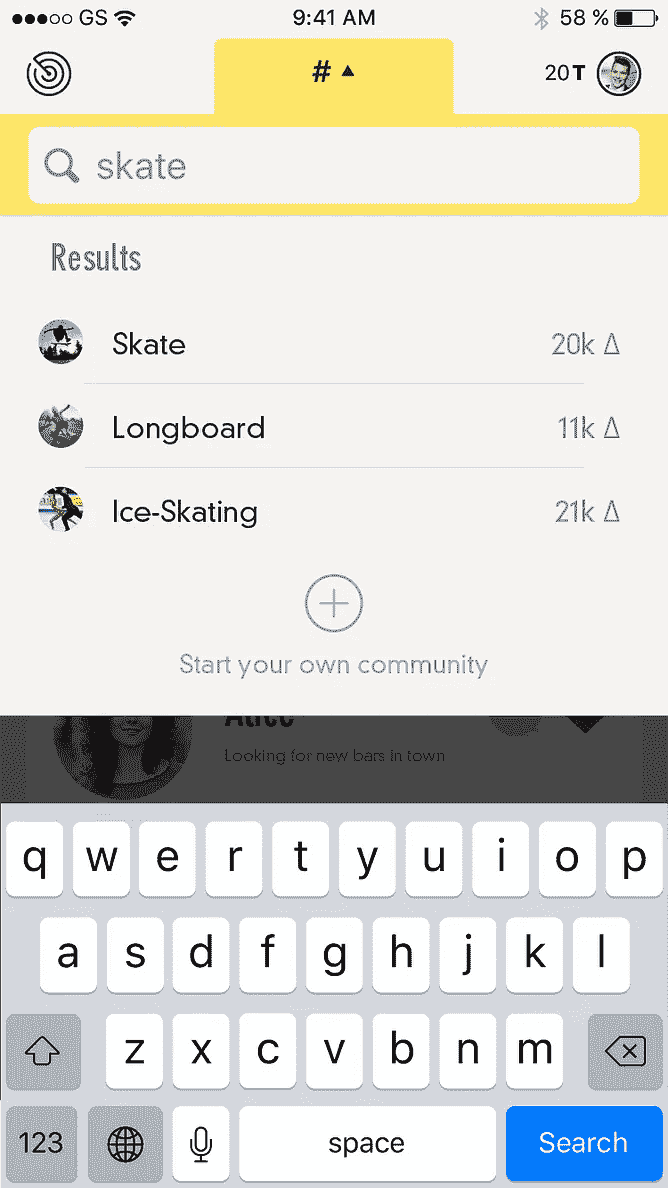 GS 9:41 AM 58 %
# ▲ 20 T
skate
Results
Skate 20k Δ
Longboard 11k Δ
Ice-Skating 21k Δ
Start your own community
Alice
Looking for new bars in town
q w e r t y u i o p
a s d f g h j k l
z x c v b n m
123 space Search